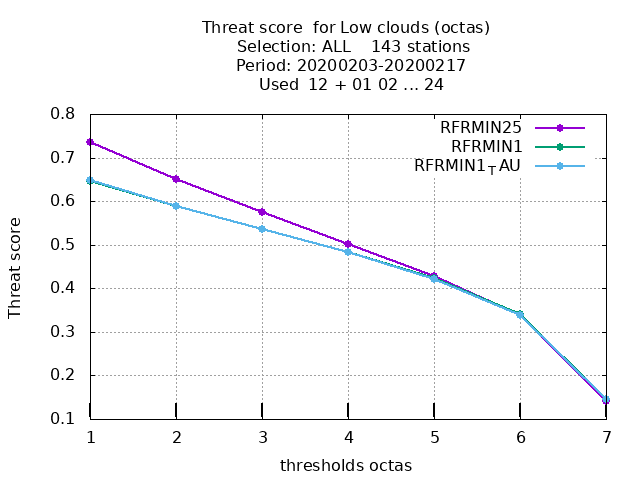 Threat score  for Low clouds (octas)
Selection: ALL    143 stations
Period: 20200203-20200217
Used  12 + 01 02 ... 24
RFRMIN25
RFRMIN1
RFRMIN1_TAU
0.8
0.7
0.6
0.5
0.4
0.3
0.2
0.1
Threat score
1 2 3 4 5 6 7
thresholds octas